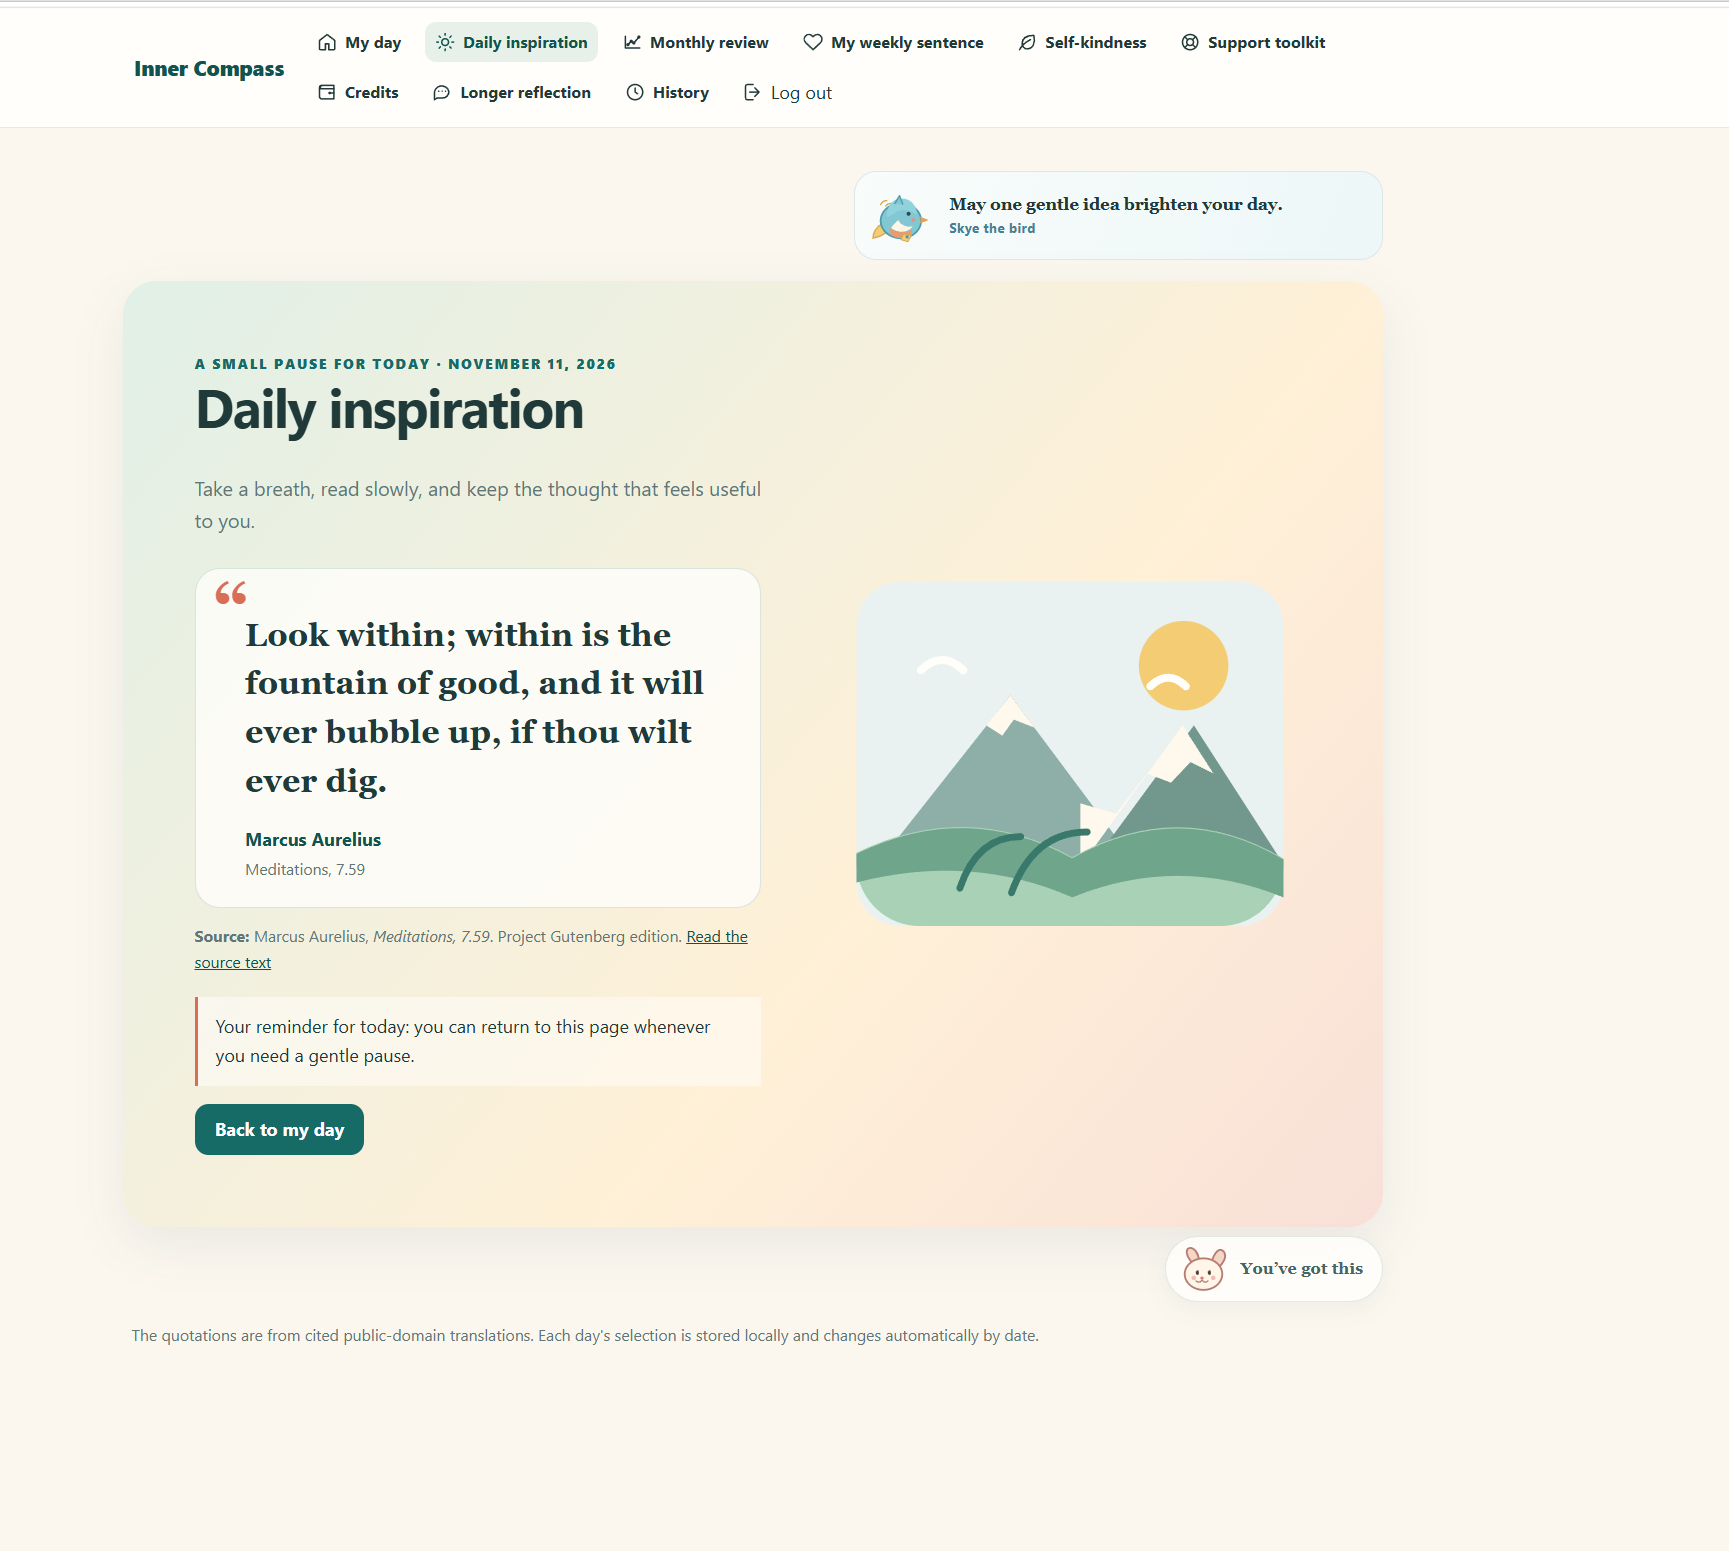 Inner Compass
My day
Daily inspiration
Monthly review
My weekly sentence
Self-kindness
Support toolkit
Credits
Longer reflection
History
Log out
May one gentle idea brighten your day.
Skye the bird
A SMALL PAUSE FOR TODAY · NOVEMBER 11, 2026
Daily inspiration
Take a breath, read slowly, and keep the thought that feels useful
to you.
“
Look within; within is the
fountain of good, and it will
ever bubble up, if thou wilt
ever dig.
Marcus Aurelius
Meditations, 7.59
Source: Marcus Aurelius, Meditations, 7.59. Project Gutenberg edition. Read the
source text
Your reminder for today: you can return to this page whenever
you need a gentle pause.
Back to my day
You’ve got this
The quotations are from cited public-domain translations. Each day's selection is stored locally and changes automatically by date.